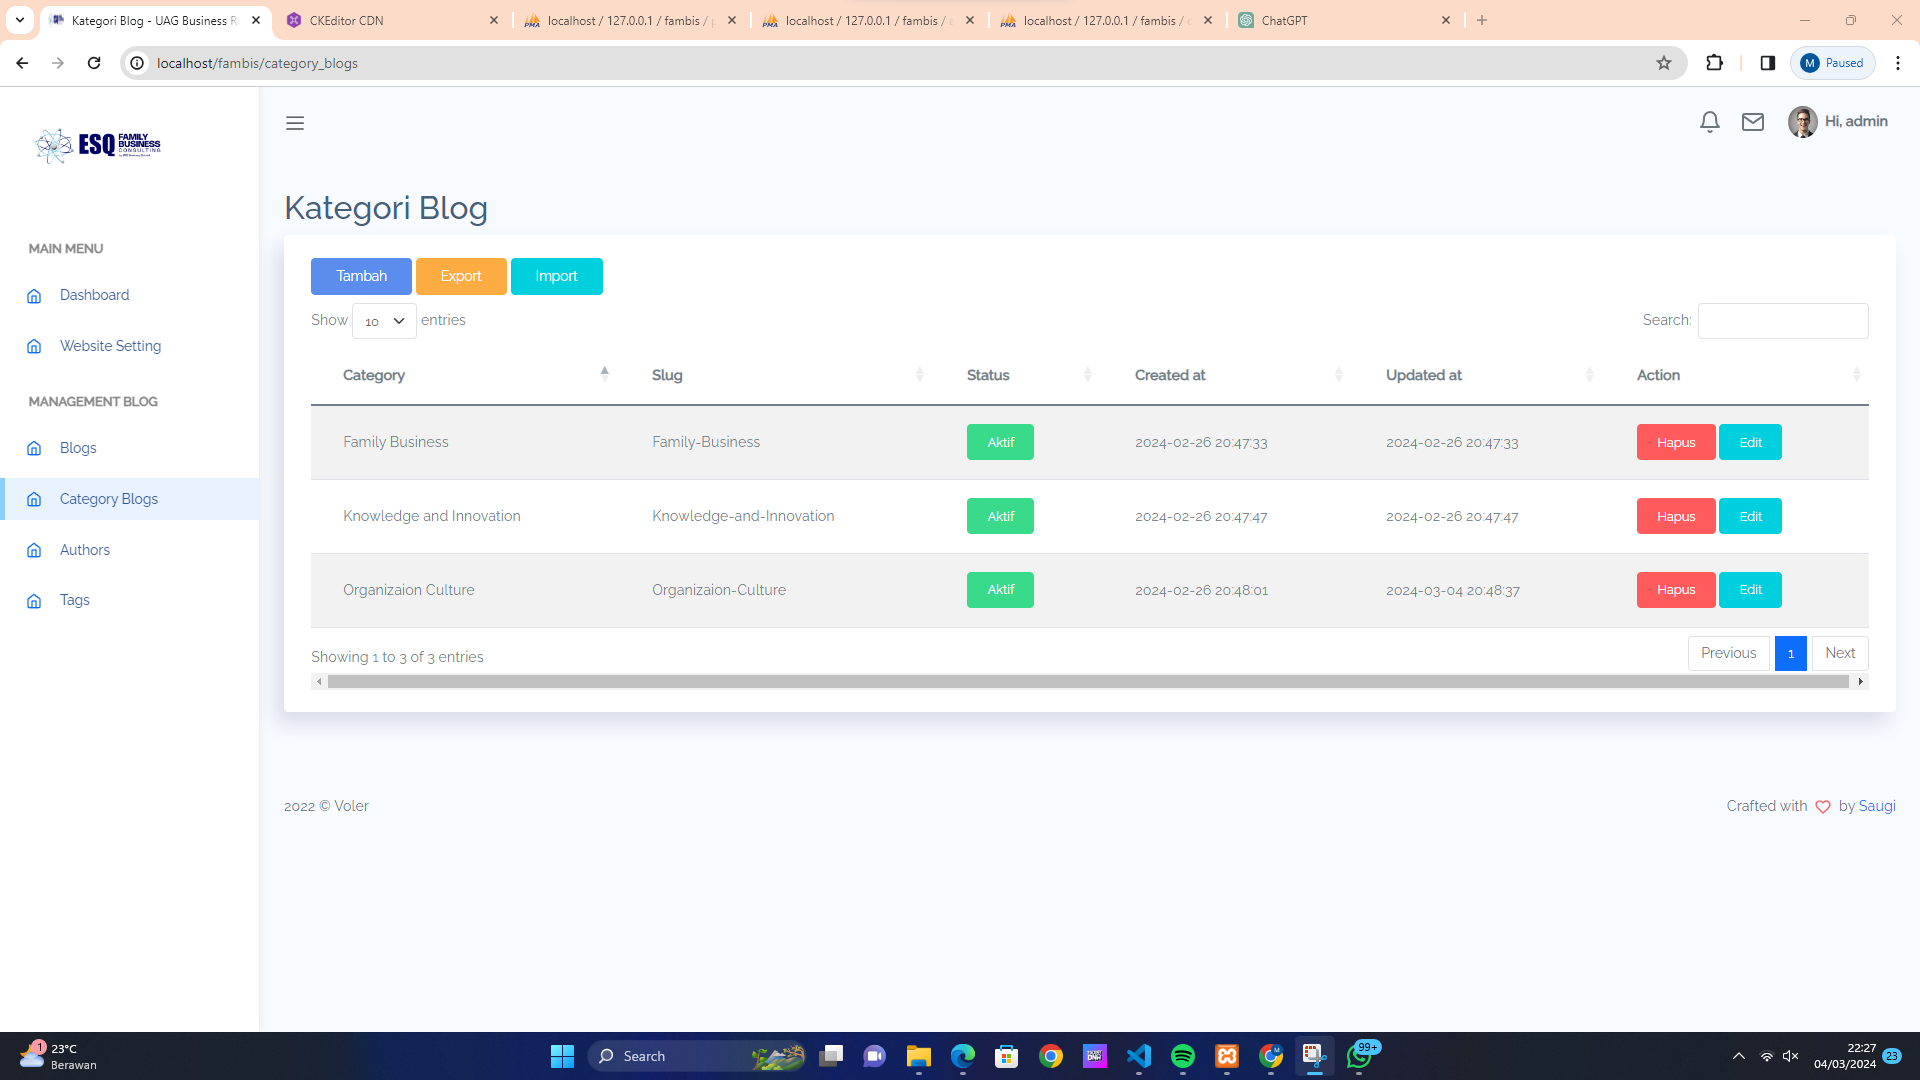 Kategori Blog - UAG Business R
CKEditor CDN
localhost / 127.0.0.1 / fambis / p
localhost / 127.0.0.1 / fambis / a
localhost / 127.0.0.1 / fambis / c
ChatGPT
localhost/fambis/category_blogs
M Paused
ESQ FAMILY BUSINESS CONSULTING
Hi, admin
Kategori Blog
MAIN MENU
Dashboard
Website Setting
MANAGEMENT BLOG
Blogs
Category Blogs
Authors
Tags
Tambah Export Import
Show 10 entries Search:
Category Slug Status Created at Updated at Action
Family Business Family-Business Aktif 2024-02-26 20:47:33 2024-02-26 20:47:33 Hapus Edit
Knowledge and Innovation Knowledge-and-Innovation Aktif 2024-02-26 20:47:47 2024-02-26 20:47:47 Hapus Edit
Organizaion Culture Organizaion-Culture Aktif 2024-02-26 20:48:01 2024-03-04 20:48:37 Hapus Edit
Showing 1 to 3 of 3 entries Previous 1 Next
2022 © Voler Crafted with by Saugi
1
23°C
Berawan
Search
99+
22:27
04/03/2024
23